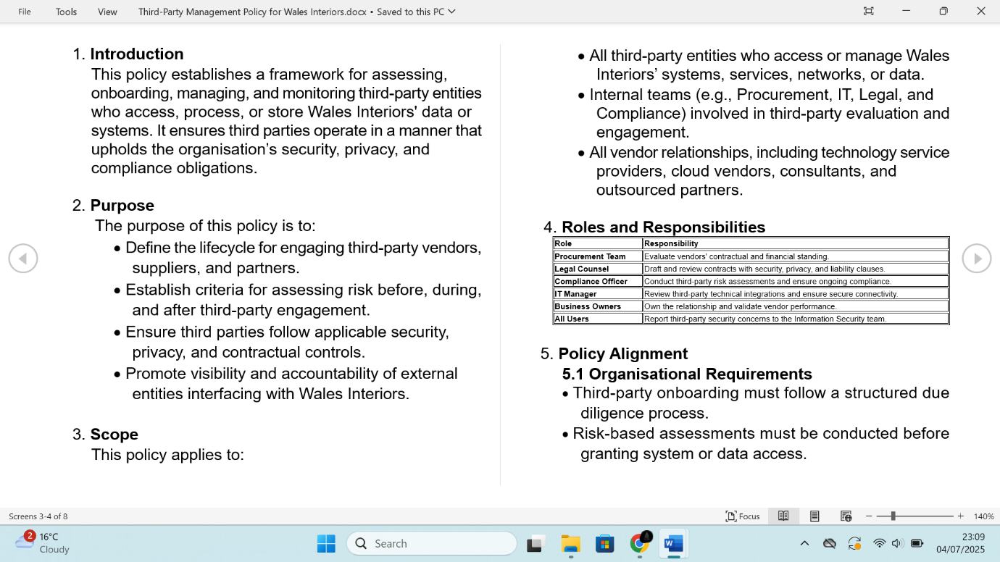 File Tools View Third-Party Management Policy for Wales Interiors.docx • Saved to this PC
1. Introduction
This policy establishes a framework for assessing,
onboarding, managing, and monitoring third-party entities
who access, process, or store Wales Interiors' data or
systems. It ensures third parties operate in a manner that
upholds the organisation’s security, privacy, and
compliance obligations.
2. Purpose
The purpose of this policy is to:
• Define the lifecycle for engaging third-party vendors,
suppliers, and partners.
• Establish criteria for assessing risk before, during,
and after third-party engagement.
• Ensure third parties follow applicable security,
privacy, and contractual controls.
• Promote visibility and accountability of external
entities interfacing with Wales Interiors.
3. Scope
This policy applies to:
• All third-party entities who access or manage Wales
Interiors’ systems, services, networks, or data.
• Internal teams (e.g., Procurement, IT, Legal, and
Compliance) involved in third-party evaluation and
engagement.
• All vendor relationships, including technology service
providers, cloud vendors, consultants, and
outsourced partners.
4. Roles and Responsibilities
Role Responsibility
Procurement Team Evaluate vendors' contractual and financial standing.
Legal Counsel Draft and review contracts with security, privacy, and liability clauses.
Compliance Officer Conduct third-party risk assessments and ensure ongoing compliance.
IT Manager Review third-party technical integrations and ensure secure connectivity.
Business Owners Own the relationship and validate vendor performance.
All Users Report third-party security concerns to the Information Security team.
5. Policy Alignment
5.1 Organisational Requirements
• Third-party onboarding must follow a structured due
diligence process.
• Risk-based assessments must be conducted before
granting system or data access.
Screens 3-4 of 8 Focus 140%
2 16°C
Cloudy
Search
23:09
04/07/2025